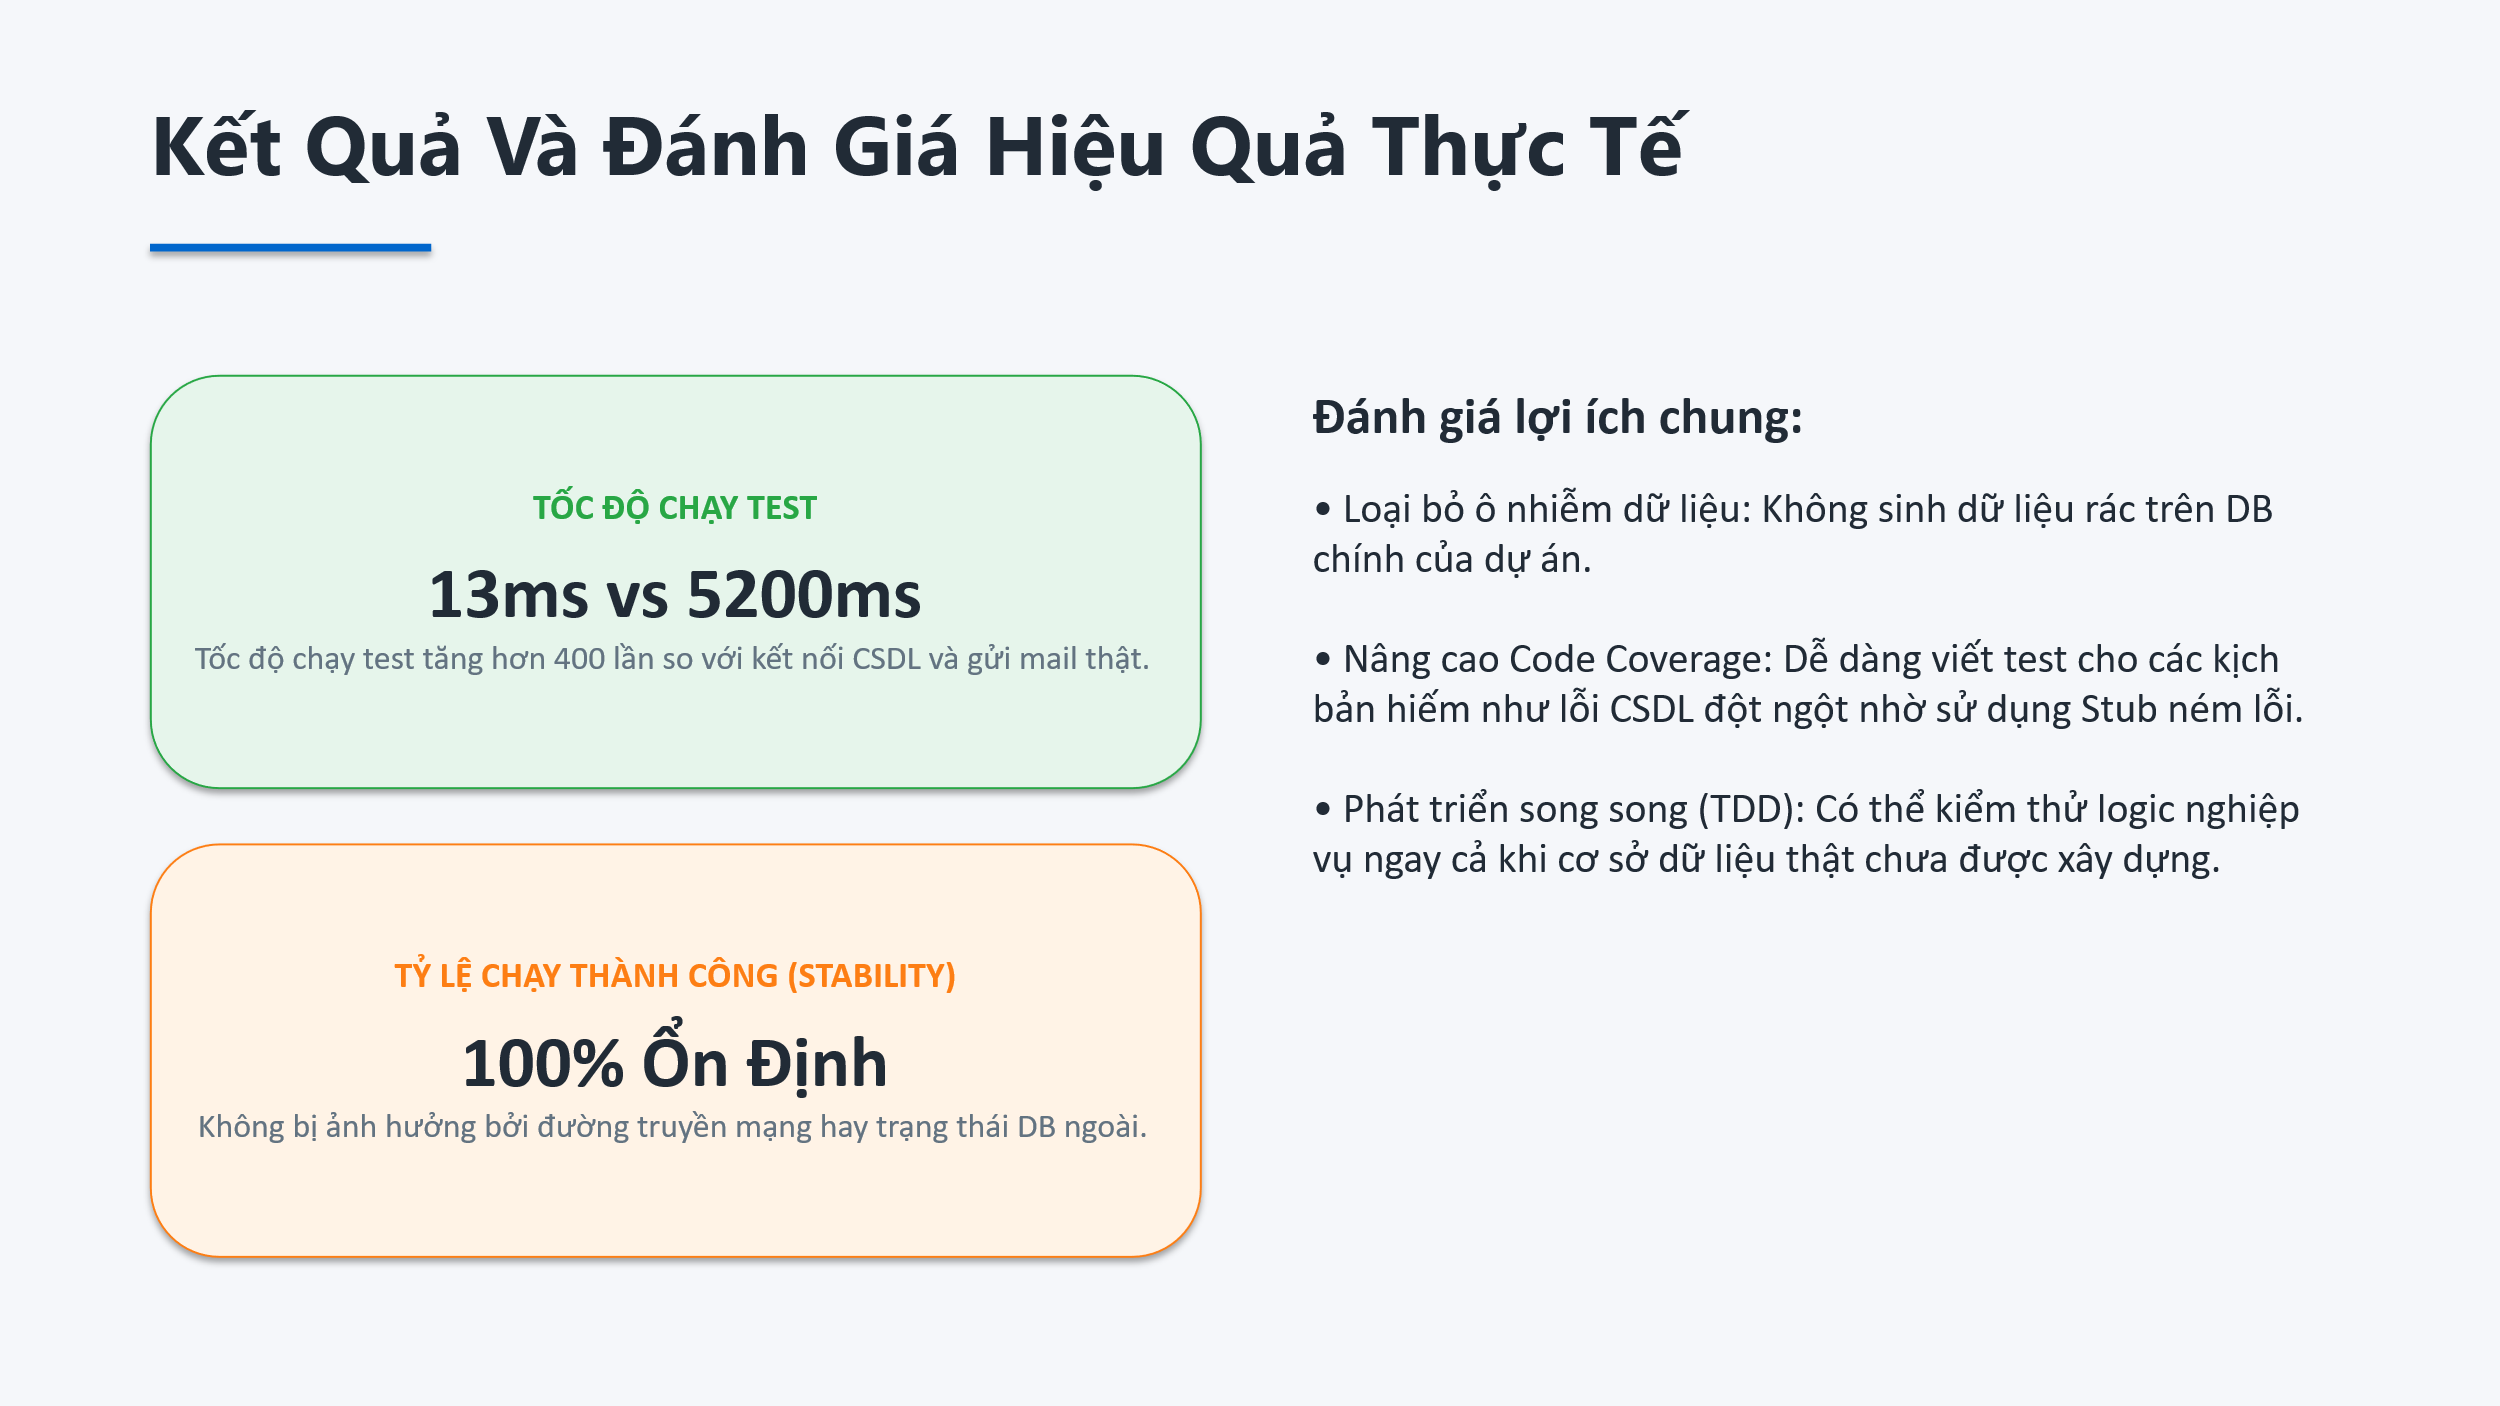 Kết Quả Và Đánh Giá Hiệu Quả Thực Tế
TỐC ĐỘ CHẠY TEST
13ms vs 5200ms
Tốc độ chạy test tăng hơn 400 lần so với kết nối CSDL và gửi mail thật.
TỶ LỆ CHẠY THÀNH CÔNG (STABILITY)
100% Ổn Định
Không bị ảnh hưởng bởi đường truyền mạng hay trạng thái DB ngoài.
Đánh giá lợi ích chung:
• Loại bỏ ô nhiễm dữ liệu: Không sinh dữ liệu rác trên DB
chính của dự án.
• Nâng cao Code Coverage: Dễ dàng viết test cho các kịch
bản hiếm như lỗi CSDL đột ngột nhờ sử dụng Stub ném lỗi.
• Phát triển song song (TDD): Có thể kiểm thử logic nghiệp
vụ ngay cả khi cơ sở dữ liệu thật chưa được xây dựng.